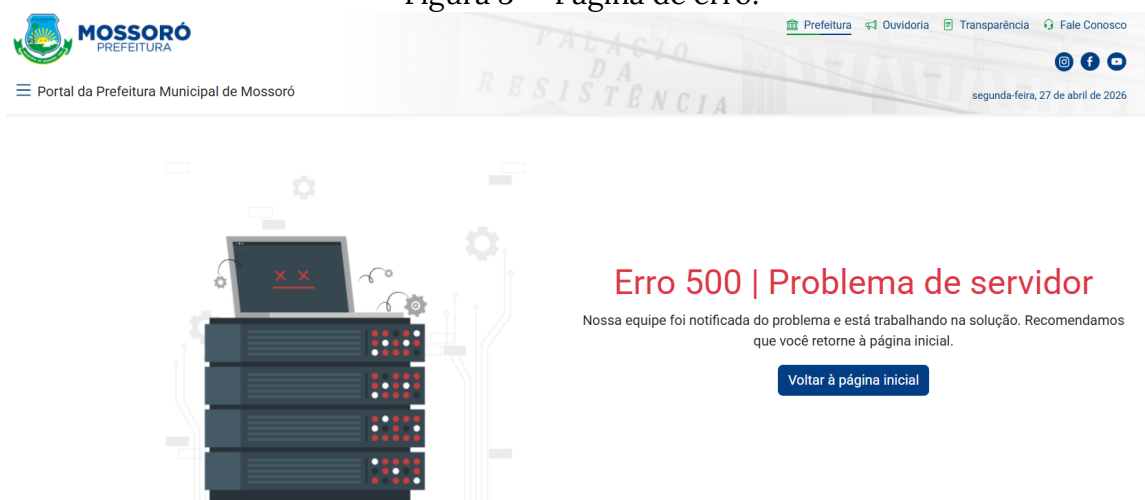 Figura 3 – Página de erro.
MOSSORÓ
PREFEITURA
Prefeitura
Ouvidoria
Transparência
Fale Conosco
PALÁCIO
DA
RESISTÊNCIA
Portal da Prefeitura Municipal de Mossoró
segunda-feira, 27 de abril de 2026
Erro 500 | Problema de servidor
Nossa equipe foi notificada do problema e está trabalhando na solução. Recomendamos
que você retorne à página inicial.
Voltar à página inicial